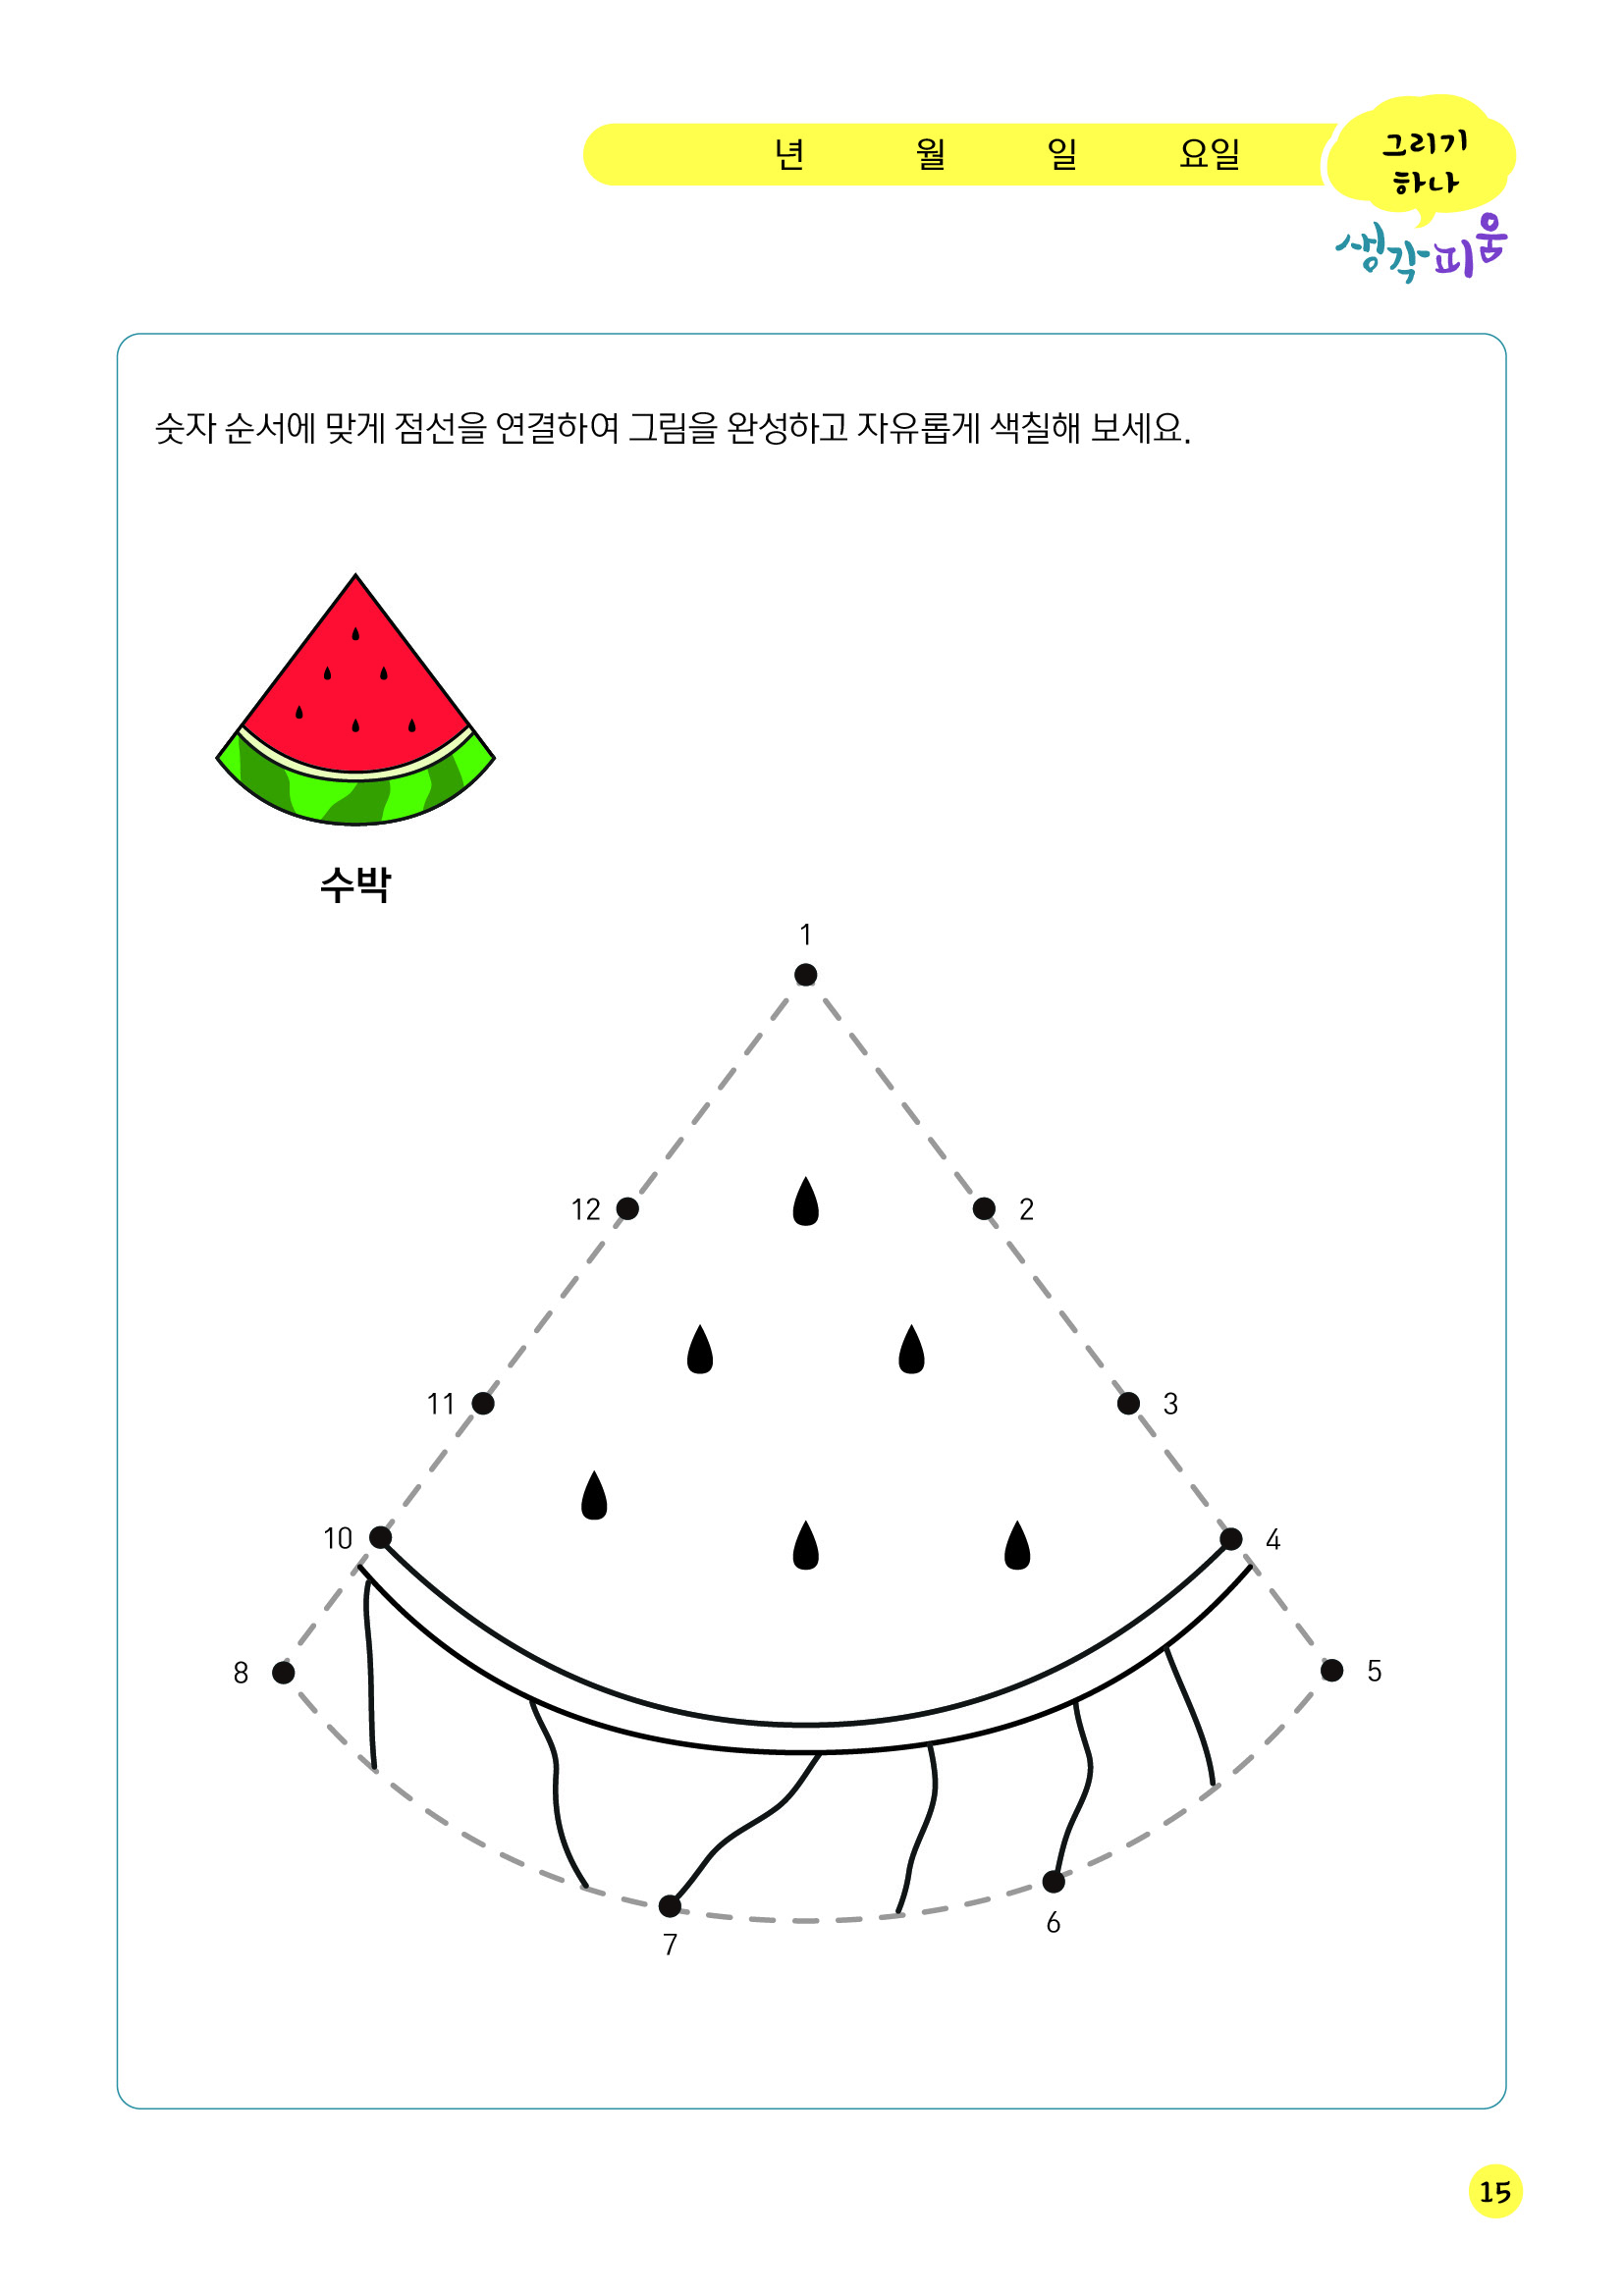 년 월 일 요일
그리기
하나
생각피움
숫자 순서에 맞게 점선을 연결하여 그림을 완성하고 자유롭게 색칠해 보세요.
수박
1
12 2
11 3
10 4
8 5
6
7
15